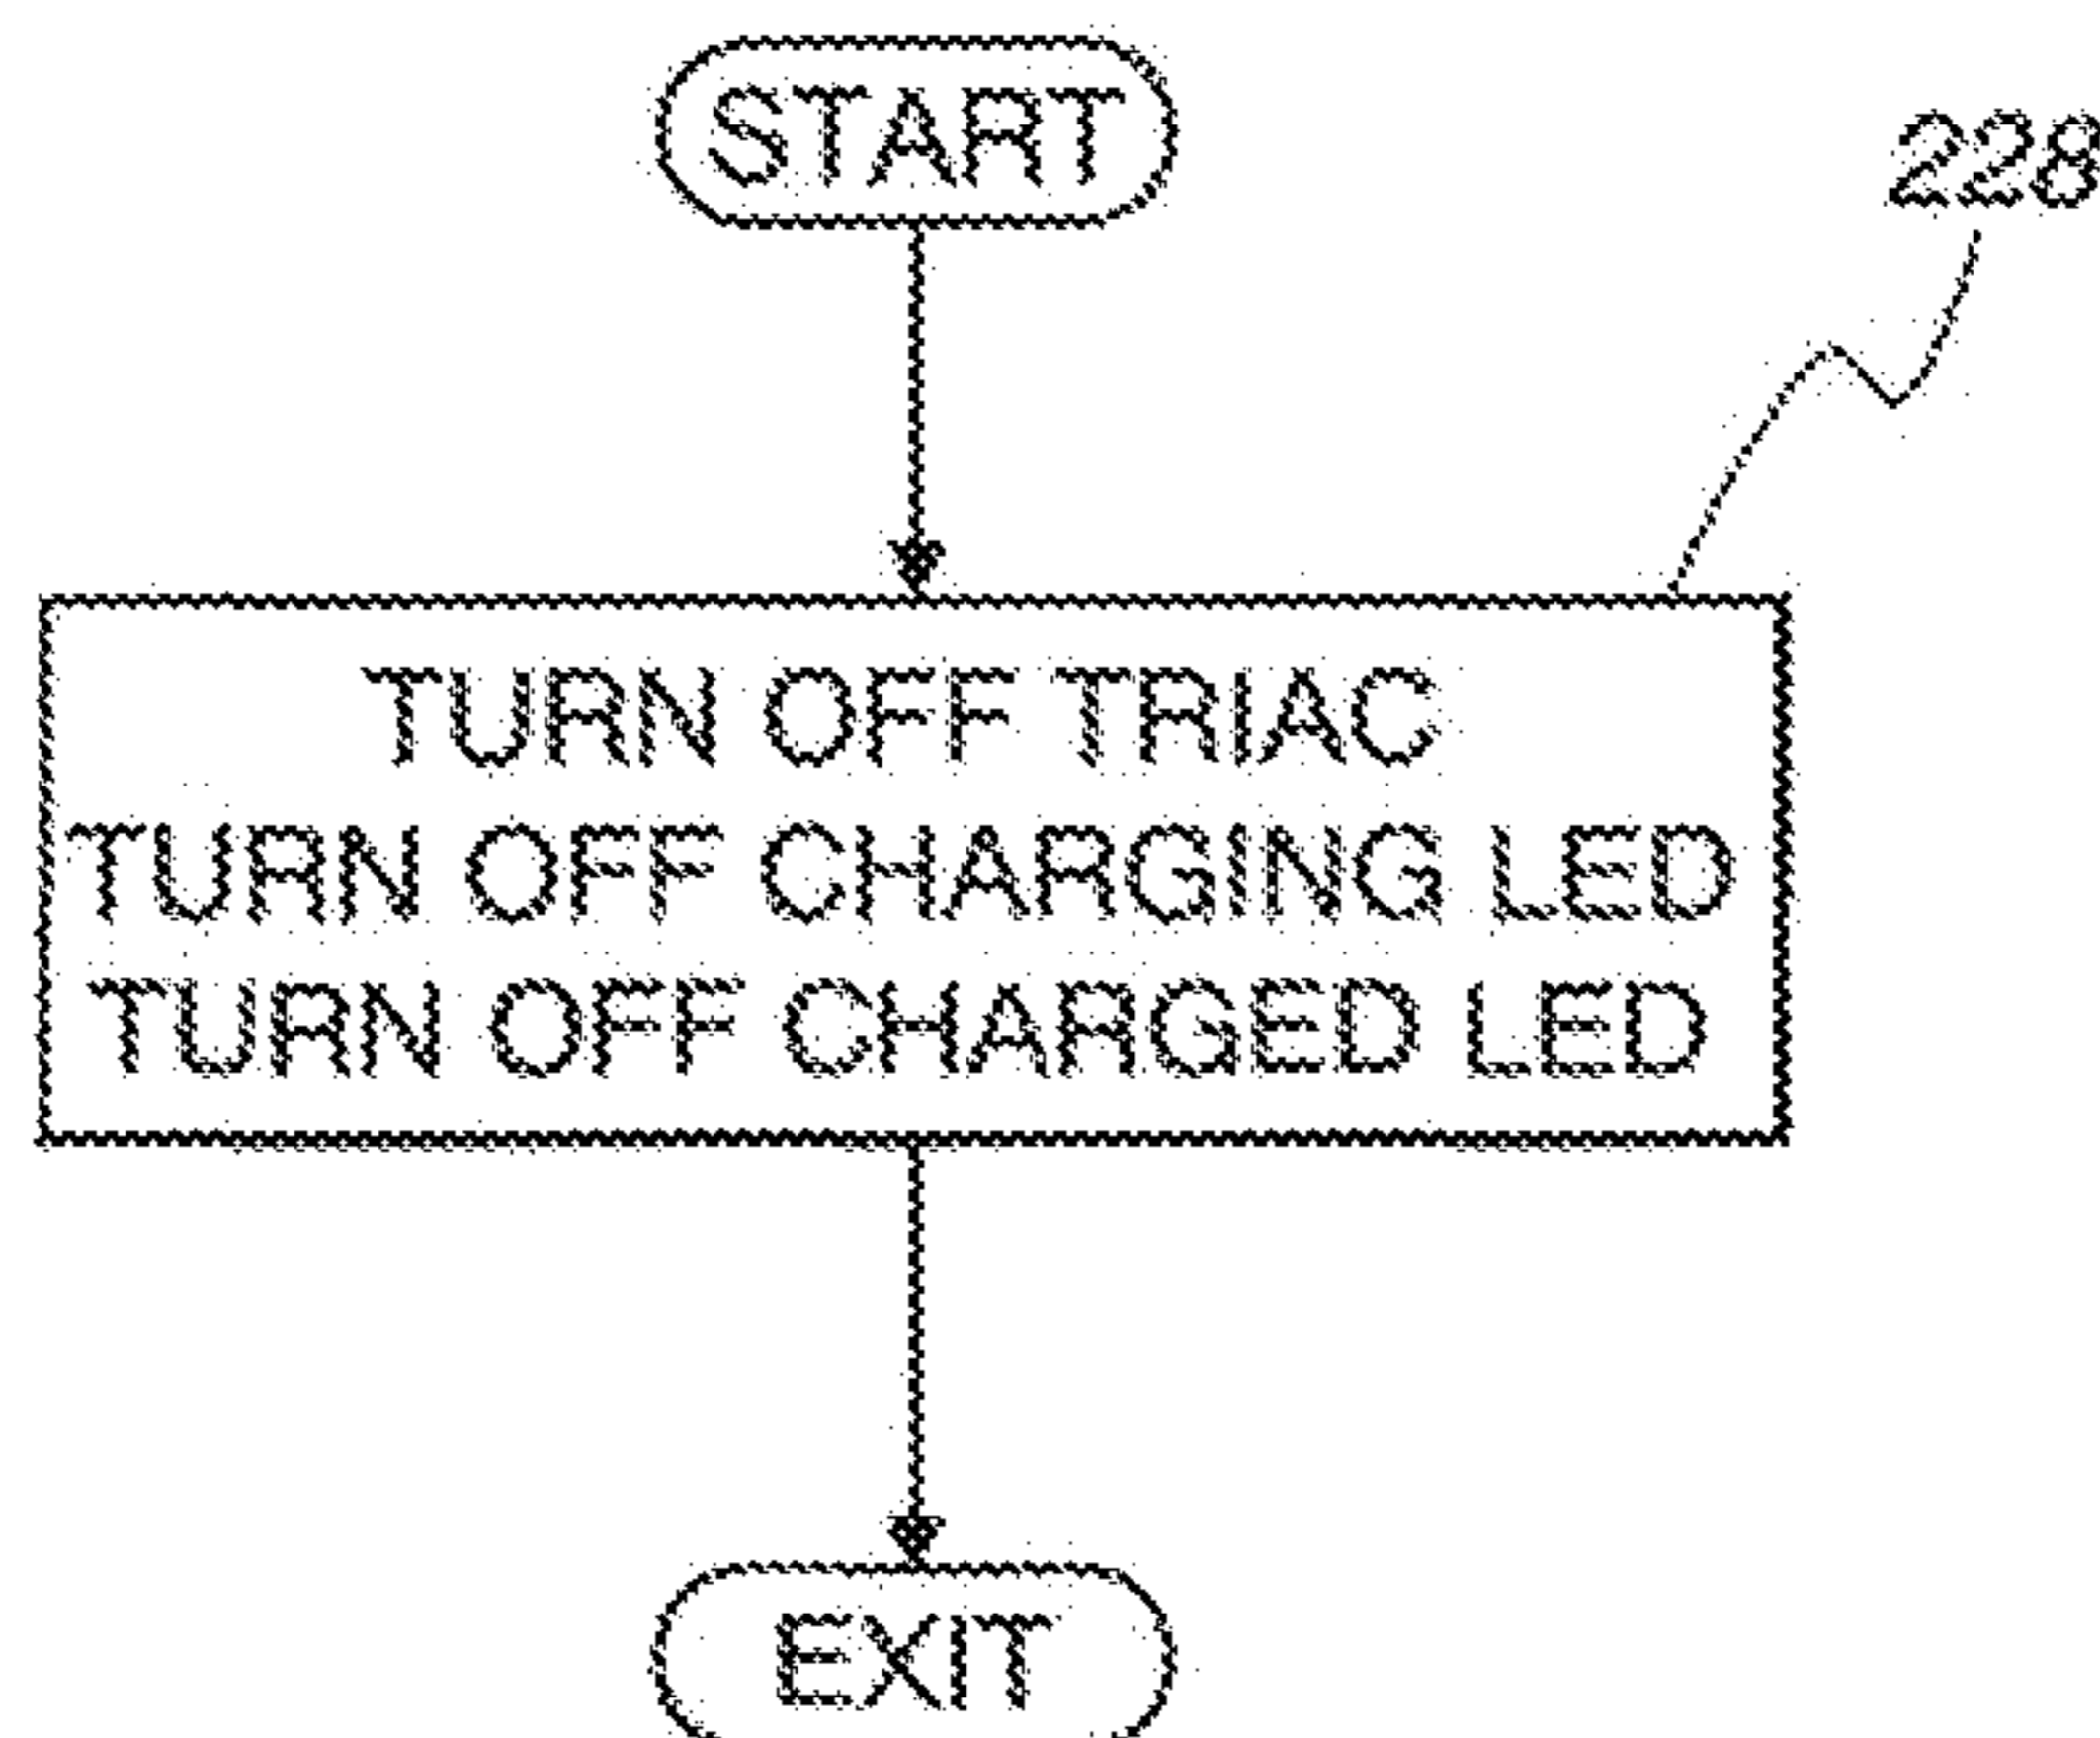 START
228
TURN OFF TRIAC
TURN OFF CHARGING LED
TURN OFF CHARGED LED
EXIT